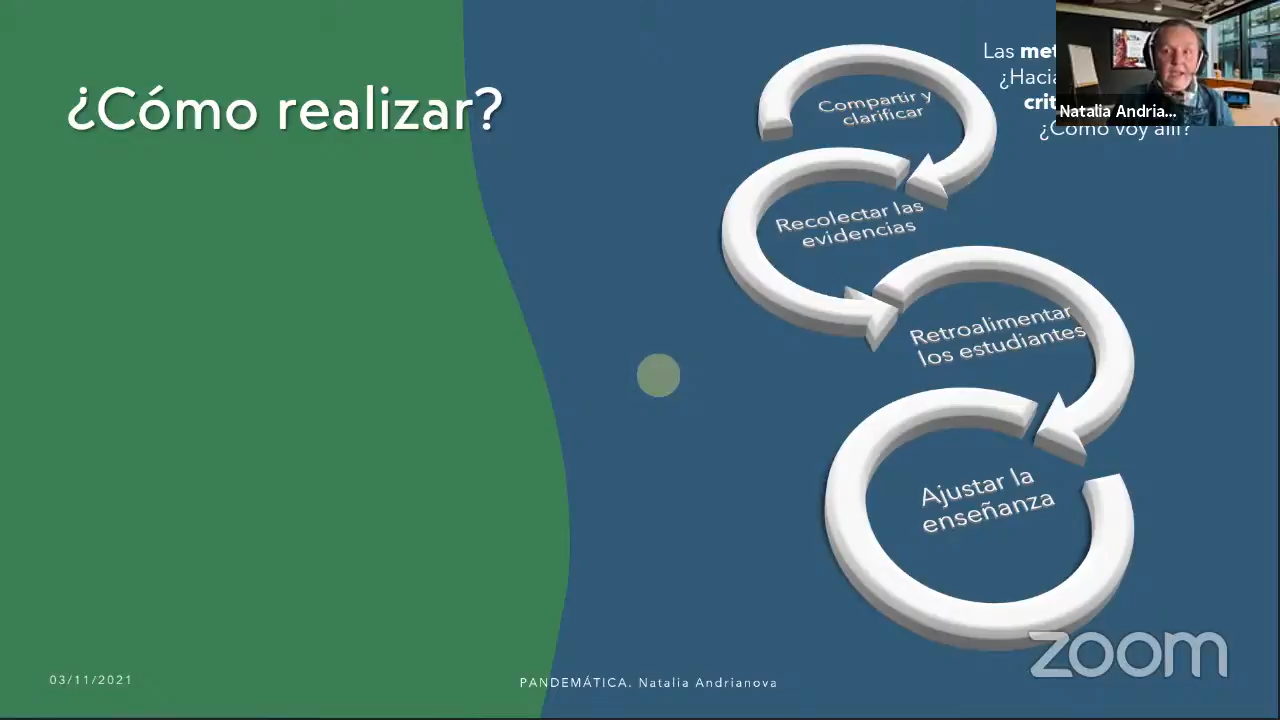 ¿Cómo realizar?
Las
¿Hacia
¿Cómo voy allí?
Natalia Andria...
Compartir y
clarificar
Recolectar las
evidencias
Retroalimentar
los estudiantes
Ajustar la
enseñanza
zoom
03/11/2021
PANDEMÁTICA. Natalia Andrianova